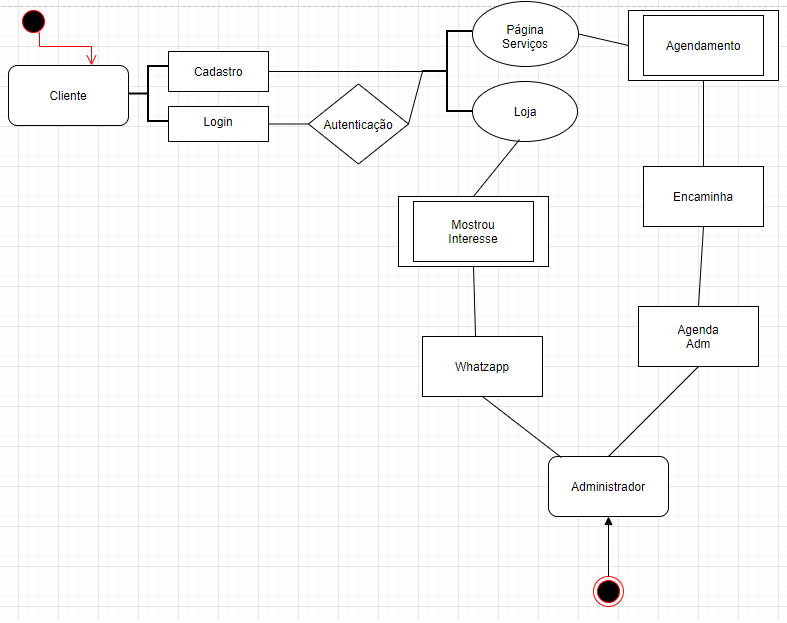 Cliente
Cadastro
Login
Autenticação
Página
Serviços
Loja
Agendamento
Mostrou
Interesse
Encaminha
Whatzapp
Agenda
Adm
Administrador